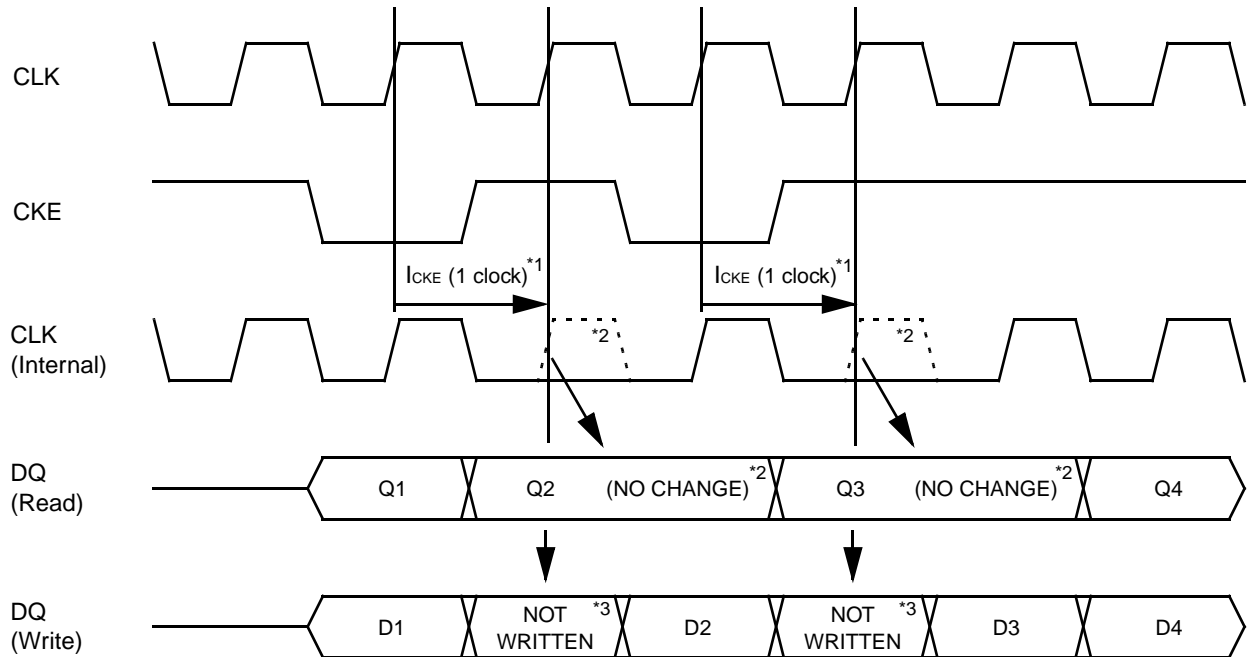 CLK
CKE
ICKE (1 clock)*1
ICKE (1 clock)*1
CLK
(Internal)
*2
*2
DQ
(Read)
Q1
Q2
(NO CHANGE)*2
Q3
(NO CHANGE)*2
Q4
DQ
(Write)
D1
NOT *3
WRITTEN
D2
NOT *3
WRITTEN
D3
D4